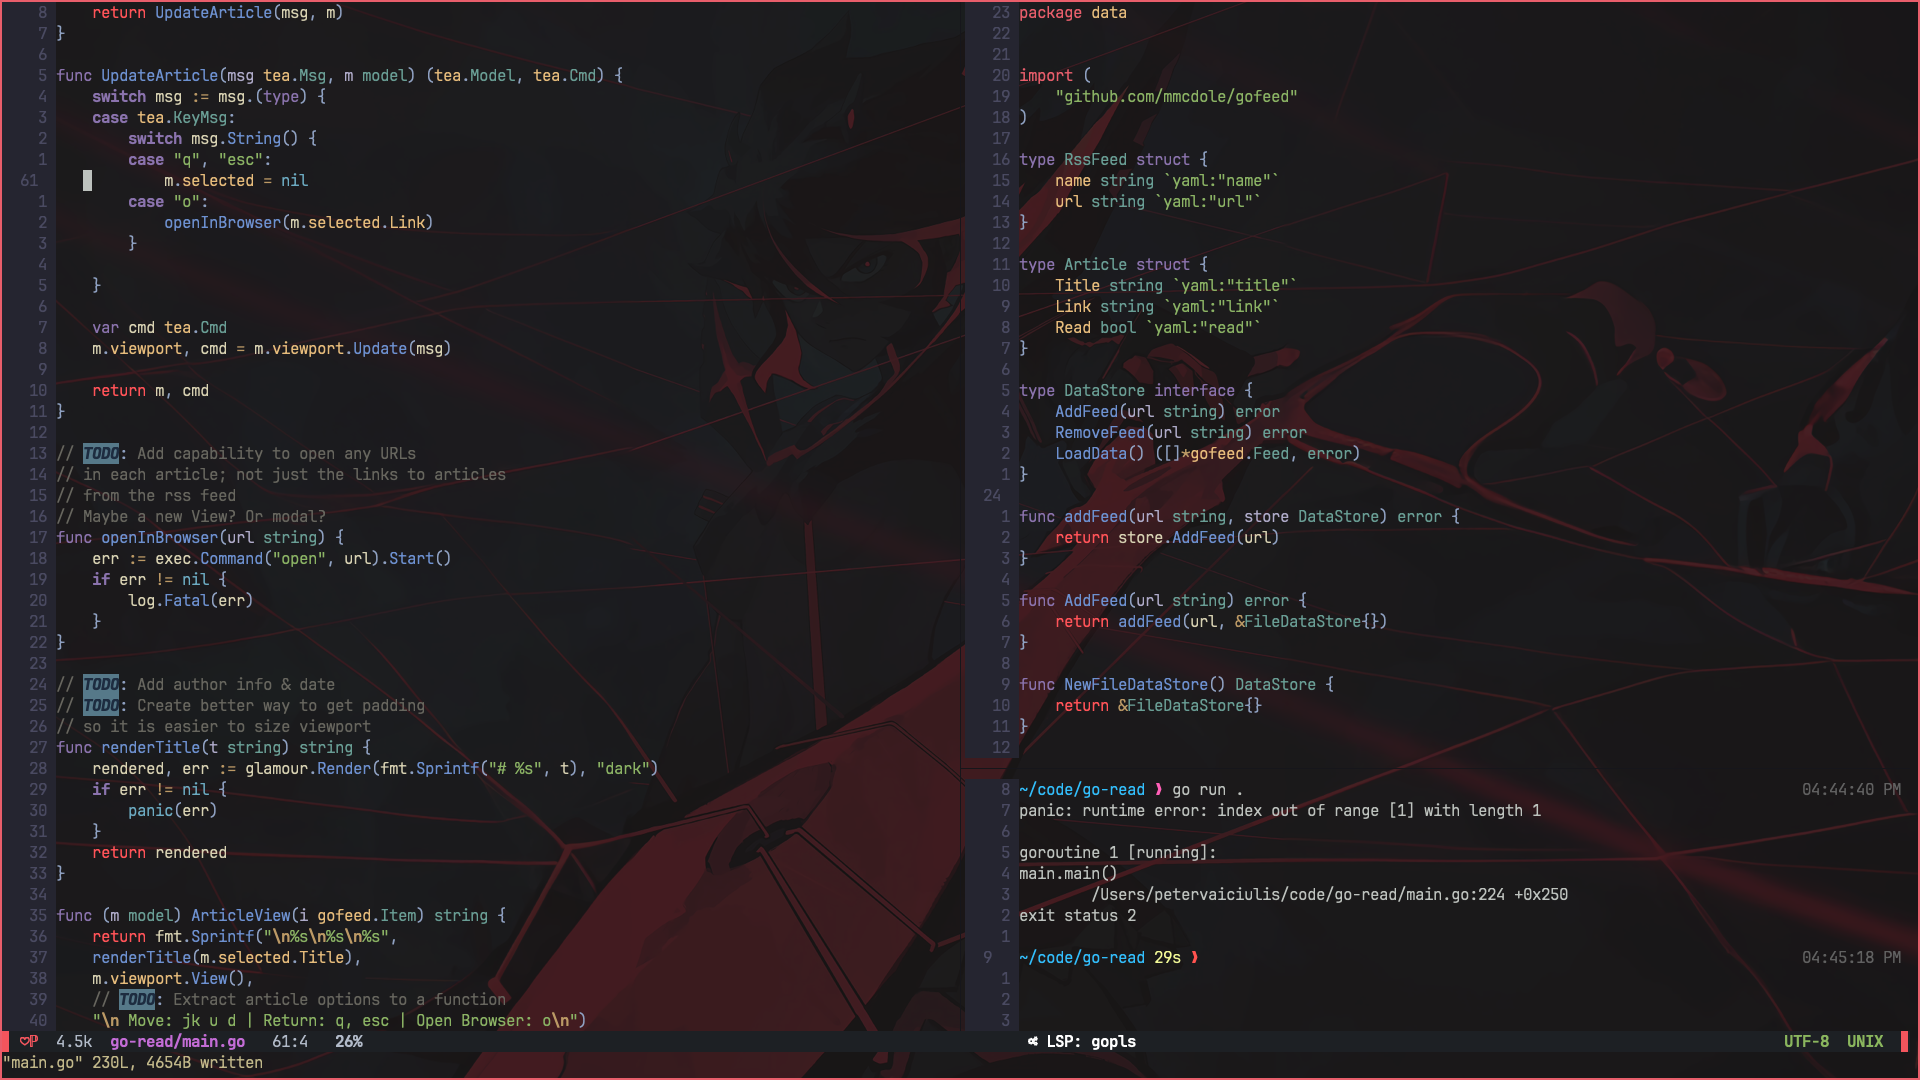 8     return UpdateArticle(msg, m)
7 }
6
5 func UpdateArticle(msg tea.Msg, m model) (tea.Model, tea.Cmd) {
4     switch msg := msg.(type) {
3     case tea.KeyMsg:
2         switch msg.String() {
1         case "q", "esc":
61             m.selected = nil
1         case "o":
2             openInBrowser(m.selected.Link)
3         }
4
5     }
6
7     var cmd tea.Cmd
8     m.viewport, cmd = m.viewport.Update(msg)
9
10     return m, cmd
11 }
12
13 // TODO: Add capability to open any URLs
14 // in each article; not just the links to articles
15 // from the rss feed
16 // Maybe a new View? Or modal?
17 func openInBrowser(url string) {
18     err := exec.Command("open", url).Start()
19     if err != nil {
20         log.Fatal(err)
21     }
22 }
23
24 // TODO: Add author info & date
25 // TODO: Create better way to get padding
26 // so it is easier to size viewport
27 func renderTitle(t string) string {
28     rendered, err := glamour.Render(fmt.Sprintf("# %s", t), "dark")
29     if err != nil {
30         panic(err)
31     }
32     return rendered
33 }
34
35 func (m model) ArticleView(i gofeed.Item) string {
36     return fmt.Sprintf("\n%s\n%s\n%s",
37     renderTitle(m.selected.Title),
38     m.viewport.View(),
39     // TODO: Extract article options to a function
40     "\n Move: jk u d | Return: q, esc | Open Browser: o\n")
23 package data
22
21
20 import (
19     "github.com/mmcdole/gofeed"
18 )
17
16 type RssFeed struct {
15     name string `yaml:"name"`
14     url string `yaml:"url"`
13 }
12
11 type Article struct {
10     Title string `yaml:"title"`
9     Link string `yaml:"link"`
8     Read bool `yaml:"read"`
7 }
6
5 type DataStore interface {
4     AddFeed(url string) error
3     RemoveFeed(url string) error
2     LoadData() ([]*gofeed.Feed, error)
1 }
24
1 func addFeed(url string, store DataStore) error {
2     return store.AddFeed(url)
3 }
4
5 func AddFeed(url string) error {
6     return addFeed(url, &FileDataStore{})
7 }
8
9 func NewFileDataStore() DataStore {
10     return &FileDataStore{}
11 }
12
8 ~/code/go-read ❱ go run . 04:44:40 PM
7 panic: runtime error: index out of range [1] with length 1
6
5 goroutine 1 [running]:
4 main.main()
3         /Users/petervaiciulis/code/go-read/main.go:224 +0x250
2 exit status 2
1
9 ~/code/go-read 29s ❱ 04:45:18 PM
1
2
3
4.5k go-read/main.go 61:4 26% LSP: gopls UTF-8 UNIX
"main.go" 230L, 4654B written